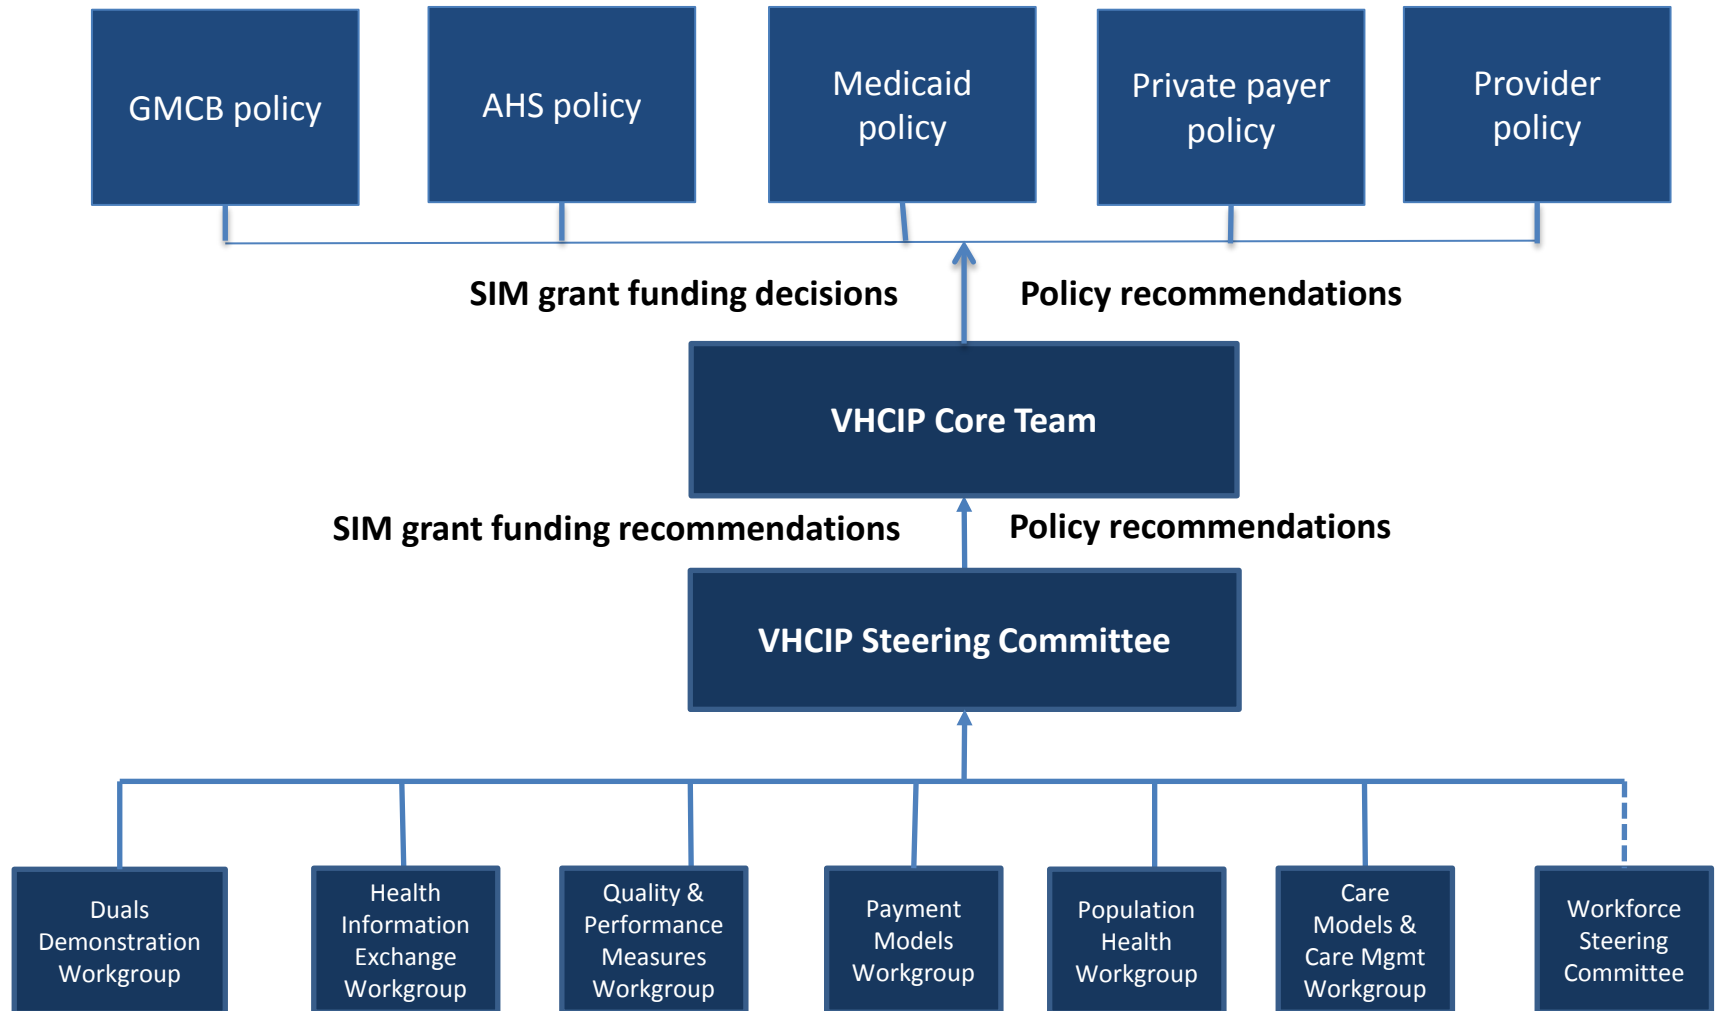 GMCB policy
AHS policy
Medicaid
policy
Private payer
policy
Provider
policy
SIM grant funding decisions
Policy recommendations
VHCIP Core Team
SIM grant funding recommendations
Policy recommendations
VHCIP Steering Committee
Duals
Demonstration
Workgroup
Health
Information
Exchange
Workgroup
Quality &
Performance
Measures
Workgroup
Payment
Models
Workgroup
Population
Health
Workgroup
Care
Models &
Care Mgmt
Workgroup
Workforce
Steering
Committee